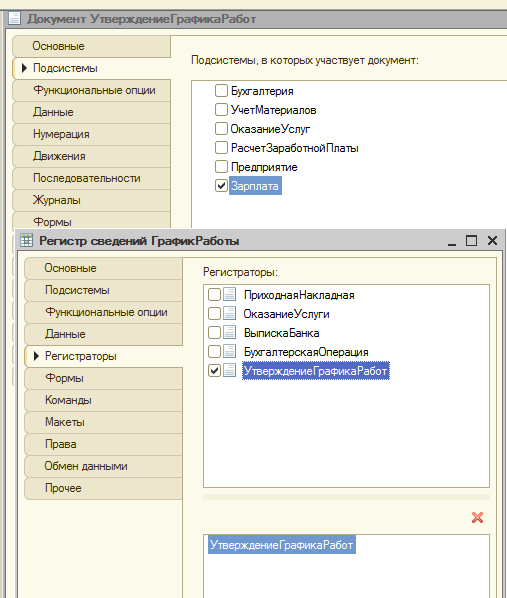 Документ УтверждениеГрафикаРабот
Основные
Подсистемы
Функциональные опции
Данные
Нумерация
Движения
Последовательности
Журналы
Формы
Подсистемы, в которых участвует документ:
Бухгалтерия
УчетМатериалов
ОказаниеУслуг
РасчетЗаработнойПлаты
Предприятие
Зарплата
Регистр сведений ГрафикРаботы
Основные
Подсистемы
Функциональные опции
Данные
Регистраторы
Формы
Команды
Макеты
Права
Обмен данными
Прочее
Регистраторы:
ПриходнаяНакладная
ОказаниеУслуги
ВыпискаБанка
БухгалтерскаяОперация
УтверждениеГрафикаРабот
УтверждениеГрафикаРабот